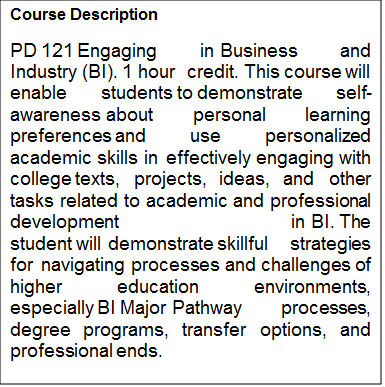 Course Description
PD 121 Engaging in Business and
Industry (BI). 1 hour credit. This course will
enable students to demonstrate self-
awareness about personal learning
preferences and use personalized
academic skills in effectively engaging with
college texts, projects, ideas, and other
tasks related to academic and professional
development in BI. The
student will demonstrate skillful strategies
for navigating processes and challenges of
higher education environments,
especially BI Major Pathway processes,
degree programs, transfer options, and
professional ends.